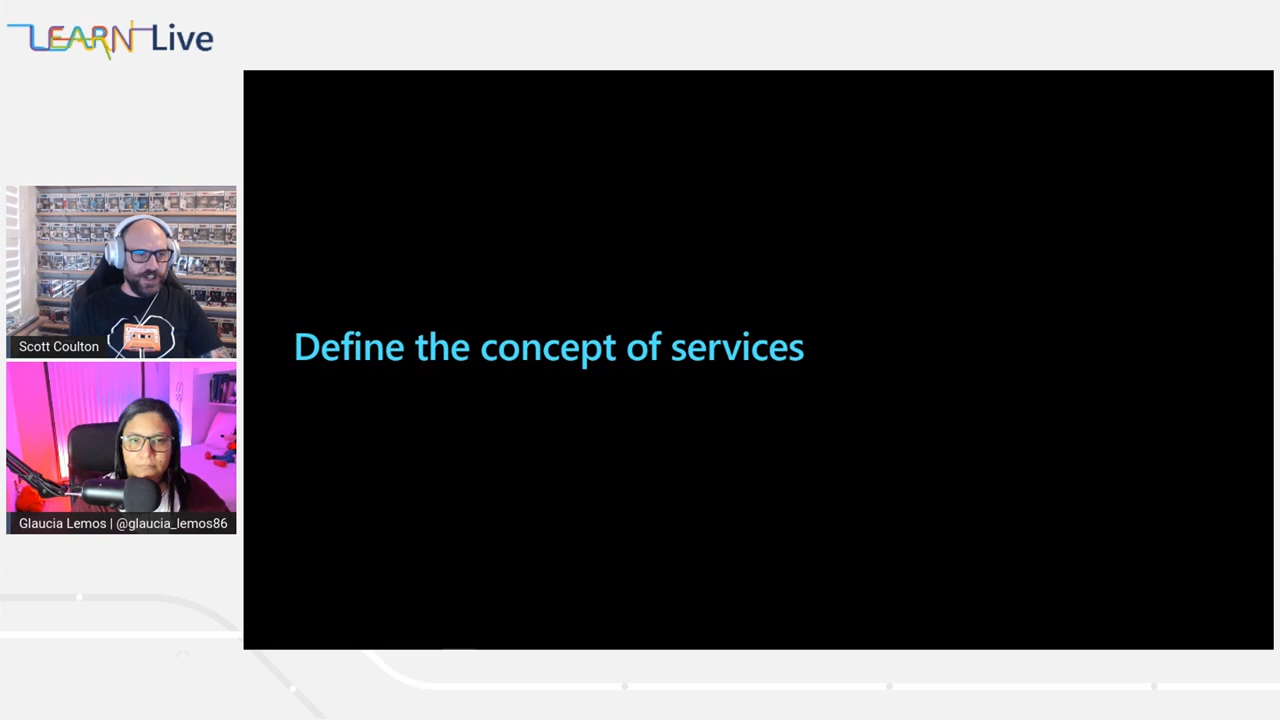 LEARN Live
Scott Coulton
Glaucia Lemos | @glaucia_lemos86
Define the concept of services